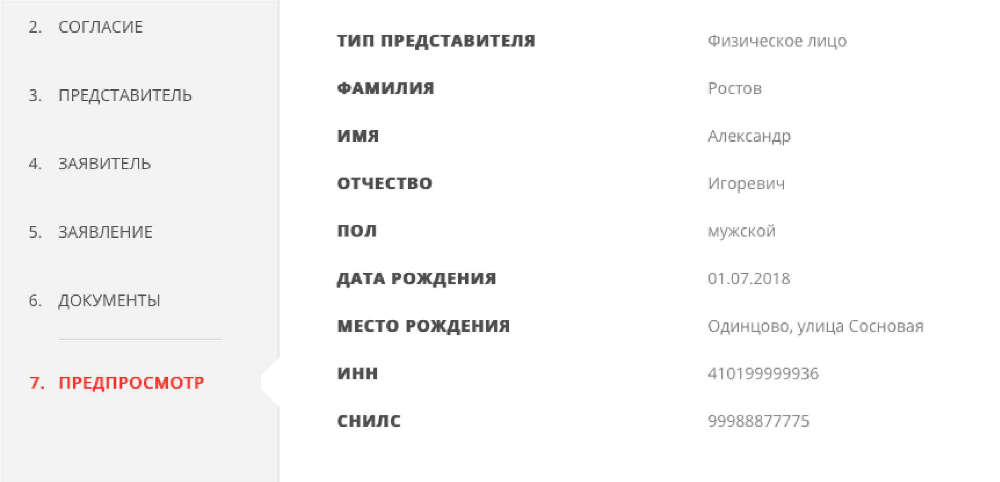 2. СОГЛАСИЕ
3. ПРЕДСТАВИТЕЛЬ
4. ЗАЯВИТЕЛЬ
5. ЗАЯВЛЕНИЕ
6. ДОКУМЕНТЫ
7. ПРЕДПРОСМОТР
ТИП ПРЕДСТАВИТЕЛЯ Физическое лицо
ФАМИЛИЯ Ростов
ИМЯ Александр
ОТЧЕСТВО Игоревич
ПОЛ мужской
ДАТА РОЖДЕНИЯ 01.07.2018
МЕСТО РОЖДЕНИЯ Одинцово, улица Сосновая
ИНН 410199999936
СНИЛС 99988877775